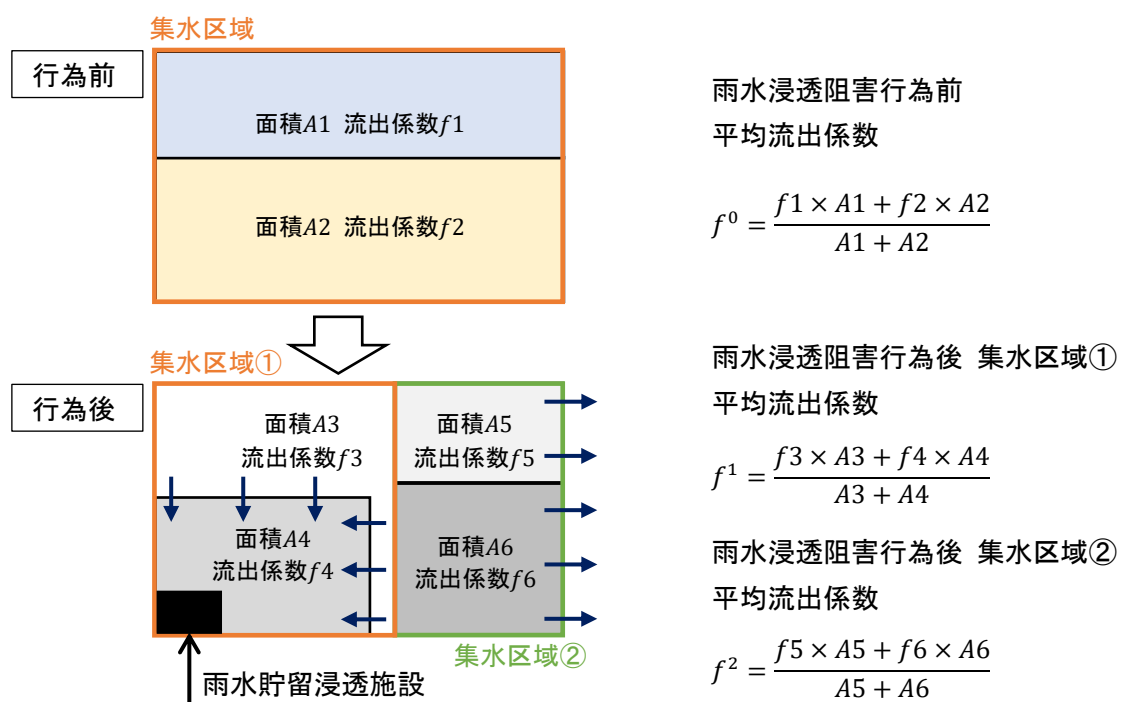 集水区域
行為前
面積A1 流出係数f1
面積A2 流出係数f2
雨水浸透阻害行為前
平均流出係数
f⁰ = (f1 × A1 + f2 × A2) / (A1 + A2)
集水区域①
行為後
面積A3
流出係数f3
面積A4
流出係数f4
面積A5
流出係数f5
面積A6
流出係数f6
集水区域②
雨水貯留浸透施設
雨水浸透阻害行為後 集水区域①
平均流出係数
f¹ = (f3 × A3 + f4 × A4) / (A3 + A4)
雨水浸透阻害行為後 集水区域②
平均流出係数
f² = (f5 × A5 + f6 × A6) / (A5 + A6)